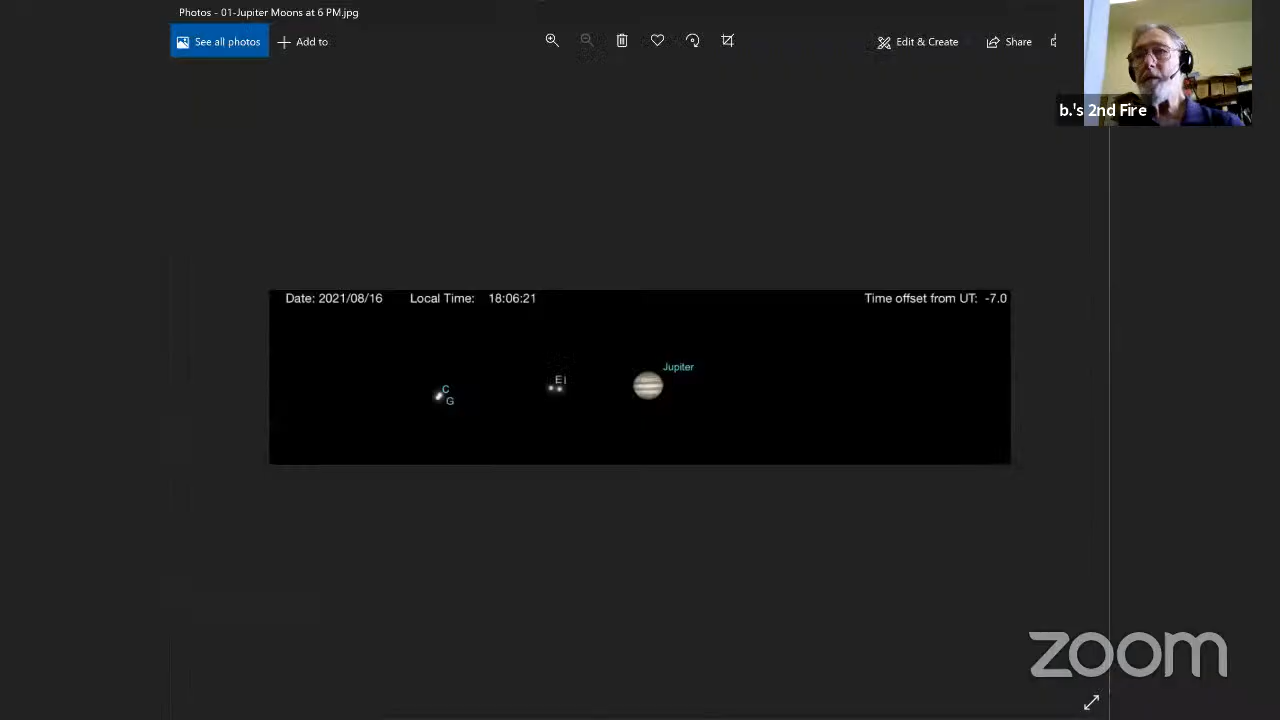 Photos - 01-Jupiter Moons at 6 PM.jpg
See all photos
Add to
Edit & Create
Share
b.'s 2nd Fire
Date: 2021/08/16 Local Time: 18:06:21 Time offset from UT: -7.0
Jupiter
E I
C
G
zoom